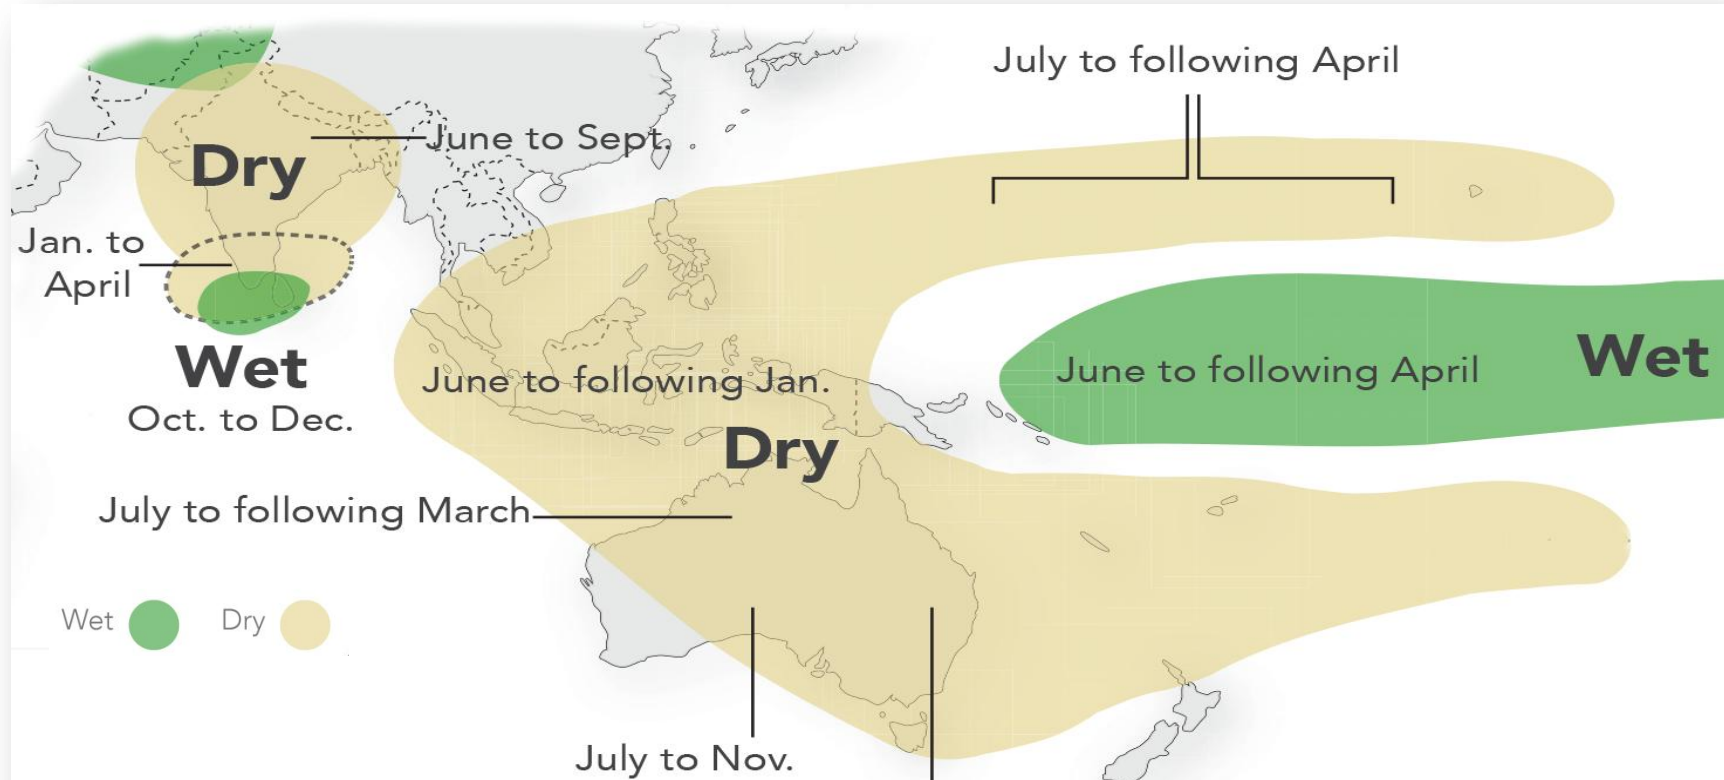 July to following April
Dry
June to Sept.
Jan. to
April
Wet
Oct. to Dec.
June to following Jan.
Dry
June to following April
Wet
July to following March
Wet
Dry
July to Nov.